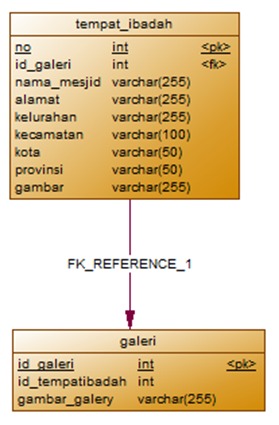 tempat_ibadah
no int <pk>
id_galeri int <fk>
nama_mesjid varchar(255)
alamat varchar(255)
kelurahan varchar(255)
kecamatan varchar(100)
kota varchar(50)
provinsi varchar(50)
gambar varchar(255)
FK_REFERENCE_1
galeri
id_galeri int <pk>
id_tempatibadah int
gambar_galery varchar(255)